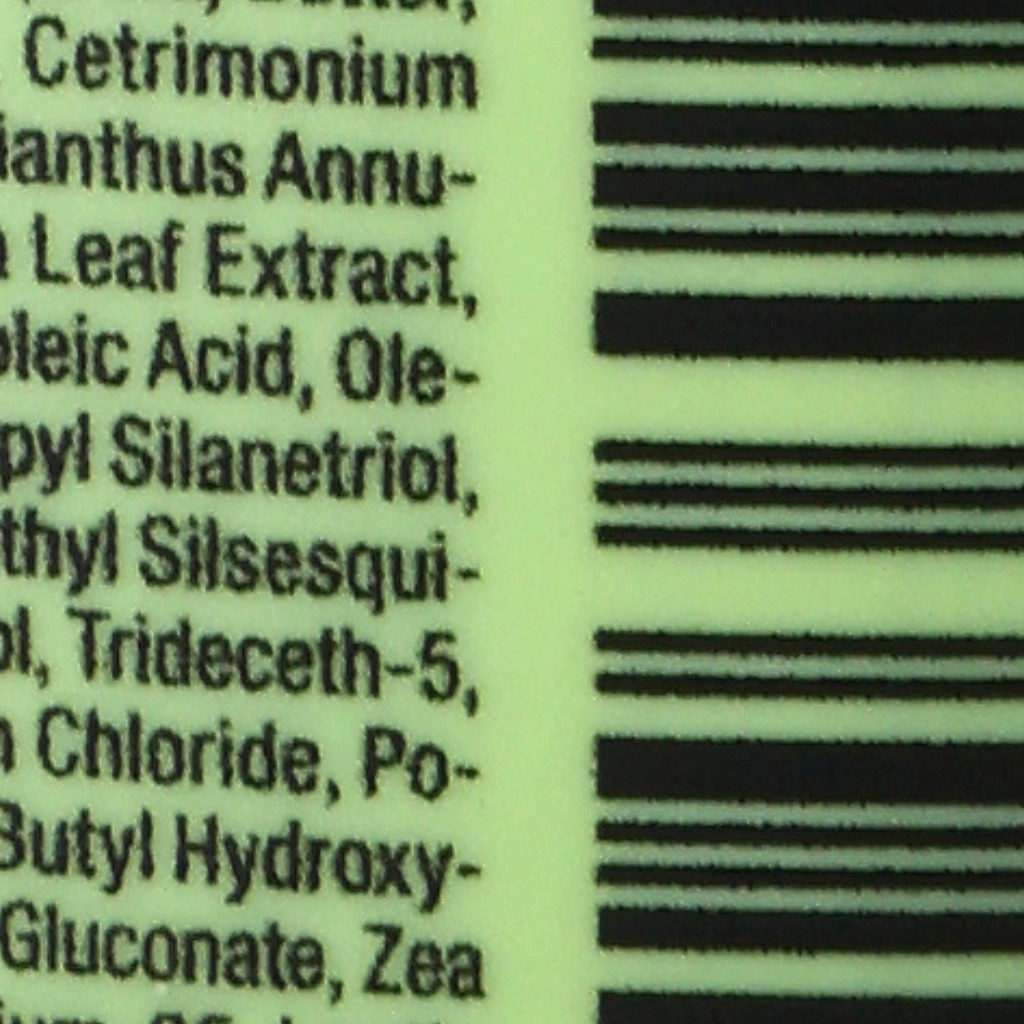 Cetrimonium
ianthus Annu-
Leaf Extract,
oleic Acid, Ole-
pyl Silanetriol,
thyl Silsesqui-
ol, Trideceth-5,
Chloride, Po-
Butyl Hydroxy-
Gluconate, Zea